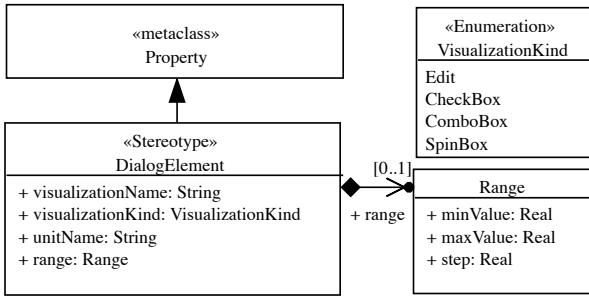 «metaclass»
Property
«Stereotype»
DialogElement
+ visualizationName: String
+ visualizationKind: VisualizationKind
+ unitName: String
+ range: Range
[0..1]
+ range
«Enumeration»
VisualizationKind
Edit
CheckBox
ComboBox
SpinBox
Range
+ minValue: Real
+ maxValue: Real
+ step: Real